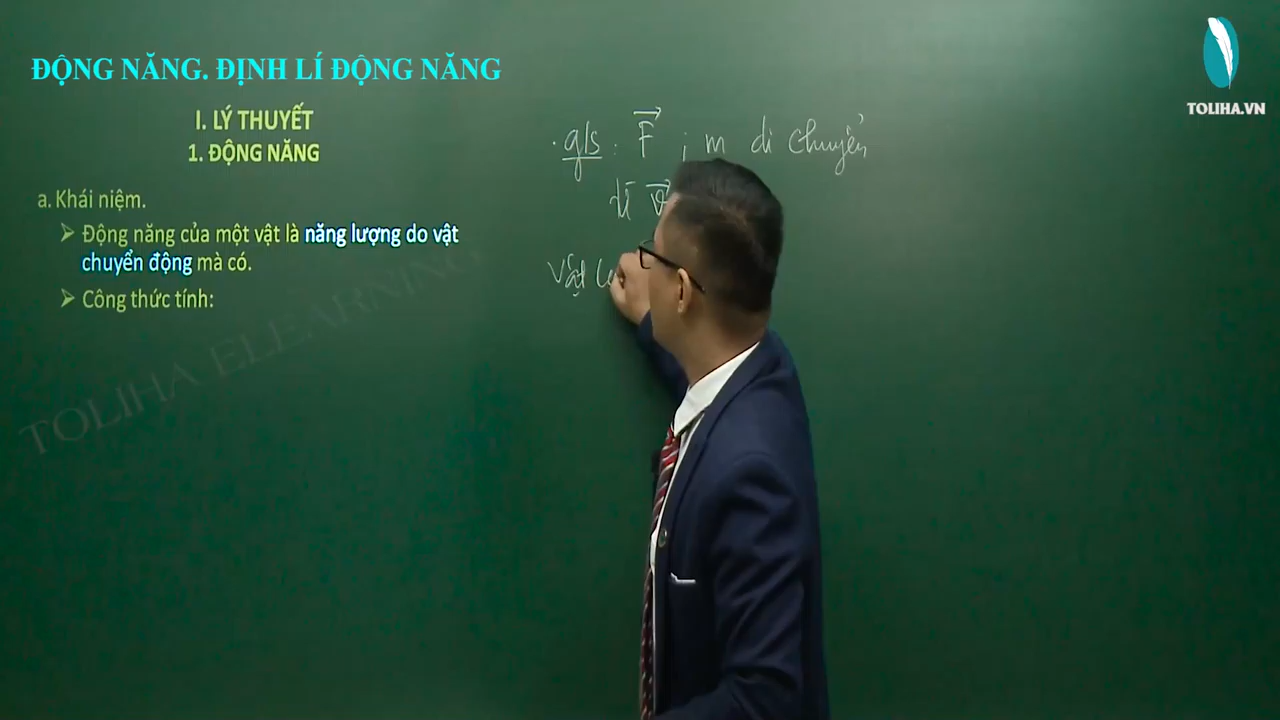 ĐỘNG NĂNG. ĐỊNH LÍ ĐỘNG NĂNG
TOLIHA.VN
I. LÝ THUYẾT
1. ĐỘNG NĂNG
a. Khái niệm.
➢ Động năng của một vật là năng lượng do vật
chuyển động mà có.
➢ Công thức tính:
TOLIHA ELEARNING
. g/s : F⃗ ; m di chuyển
từ v⃗
Vật